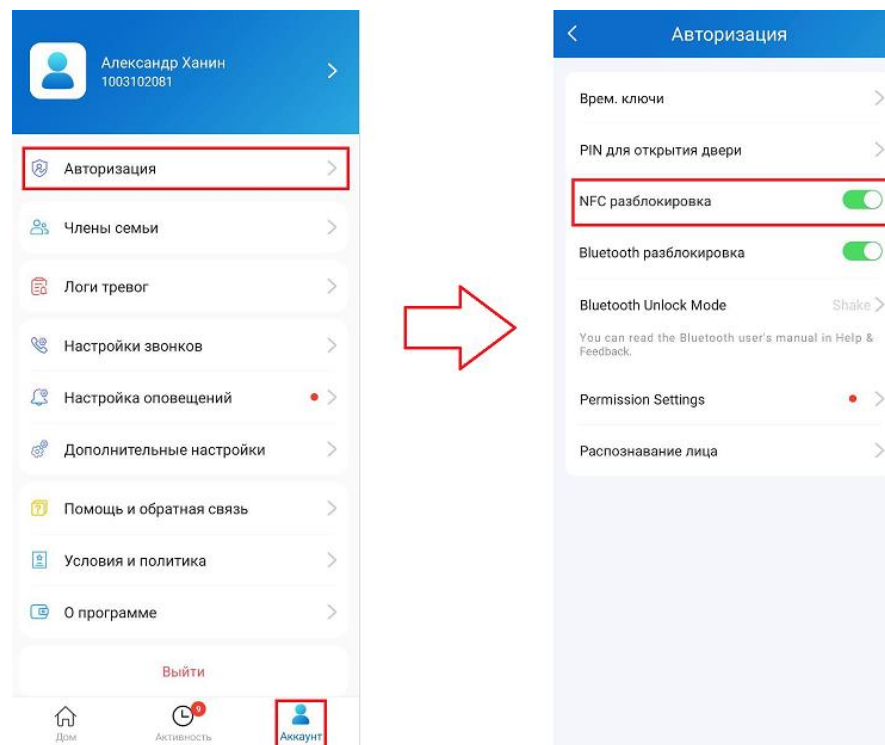 Александр Ханин
1003102081
Авторизация
Члены семьи
Логи тревог
Настройки звонков
Настройка оповещений
Дополнительные настройки
Помощь и обратная связь
Условия и политика
О программе
Выйти
9
Дом
Активность
Аккаунт
Авторизация
Врем. ключи
PIN для открытия двери
NFC разблокировка
Bluetooth разблокировка
Bluetooth Unlock Mode
Shake
You can read the Bluetooth user's manual in Help &
Feedback.
Permission Settings
Распознавание лица